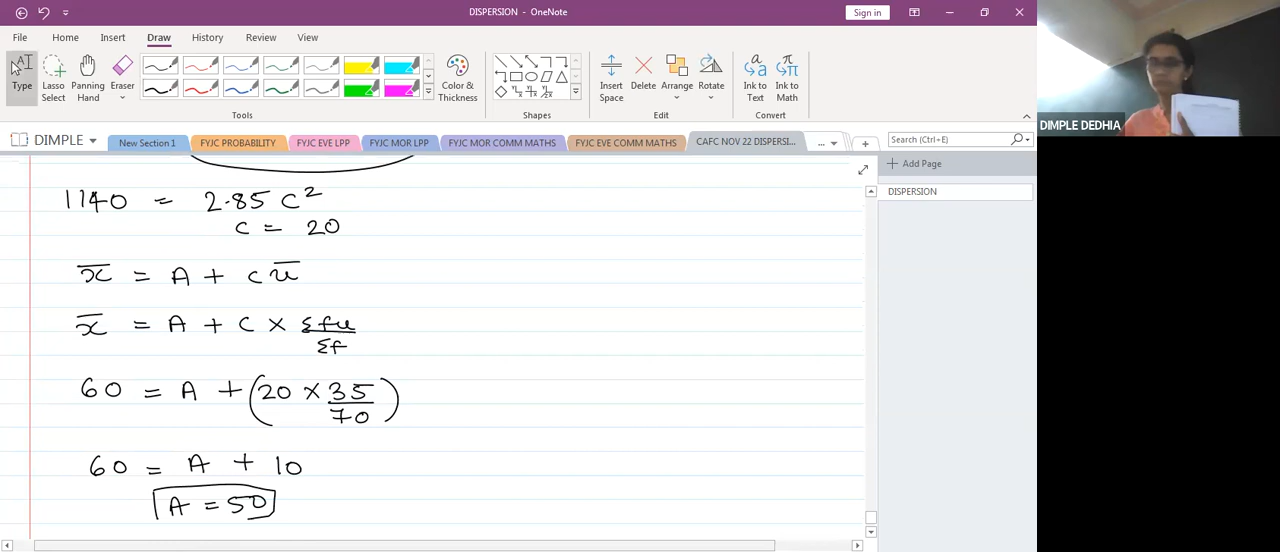 DISPERSION - OneNote
Sign in
File Home Insert Draw History Review View
Type
Lasso Select
Panning Hand
Eraser
Color & Thickness
Insert Space
Delete
Arrange
Rotate
Ink to Text
Ink to Math
Tools
Shapes
Edit
Convert
DIMPLE DEDHIA
DIMPLE
New Section 1
FYJC PROBABILITY
FYJC EVE LPP
FYJC MOR LPP
FYJC MOR COMM MATHS
FYJC EVE COMM MATHS
CAFC NOV 22 DISPERSI...
Search (Ctrl+E)
Add Page
DISPERSION
1140 = 2.85 c²
c = 20
x̄ = A + c ū
x̄ = A + c × Σfu / Σf
60 = A + (20 × 35 / 70)
60 = A + 10
A = 50